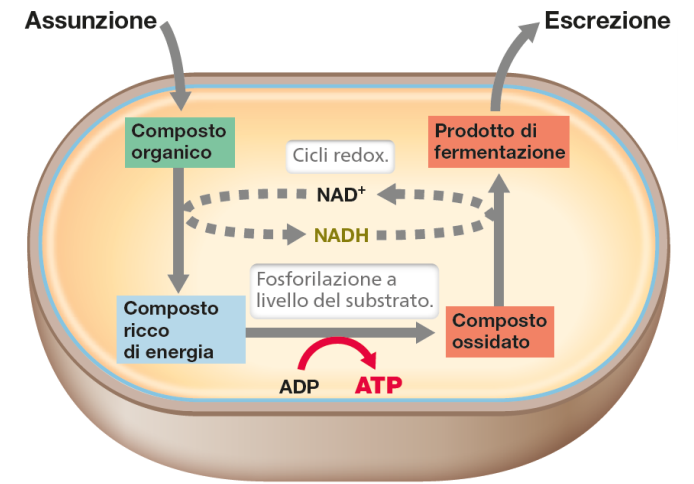 Assunzione
Escrezione
Composto
organico
Prodotto di
fermentazione
Cicli redox.
NAD⁺
NADH
Fosforilazione a
livello del substrato.
Composto
ricco
di energia
Composto
ossidato
ADP
ATP